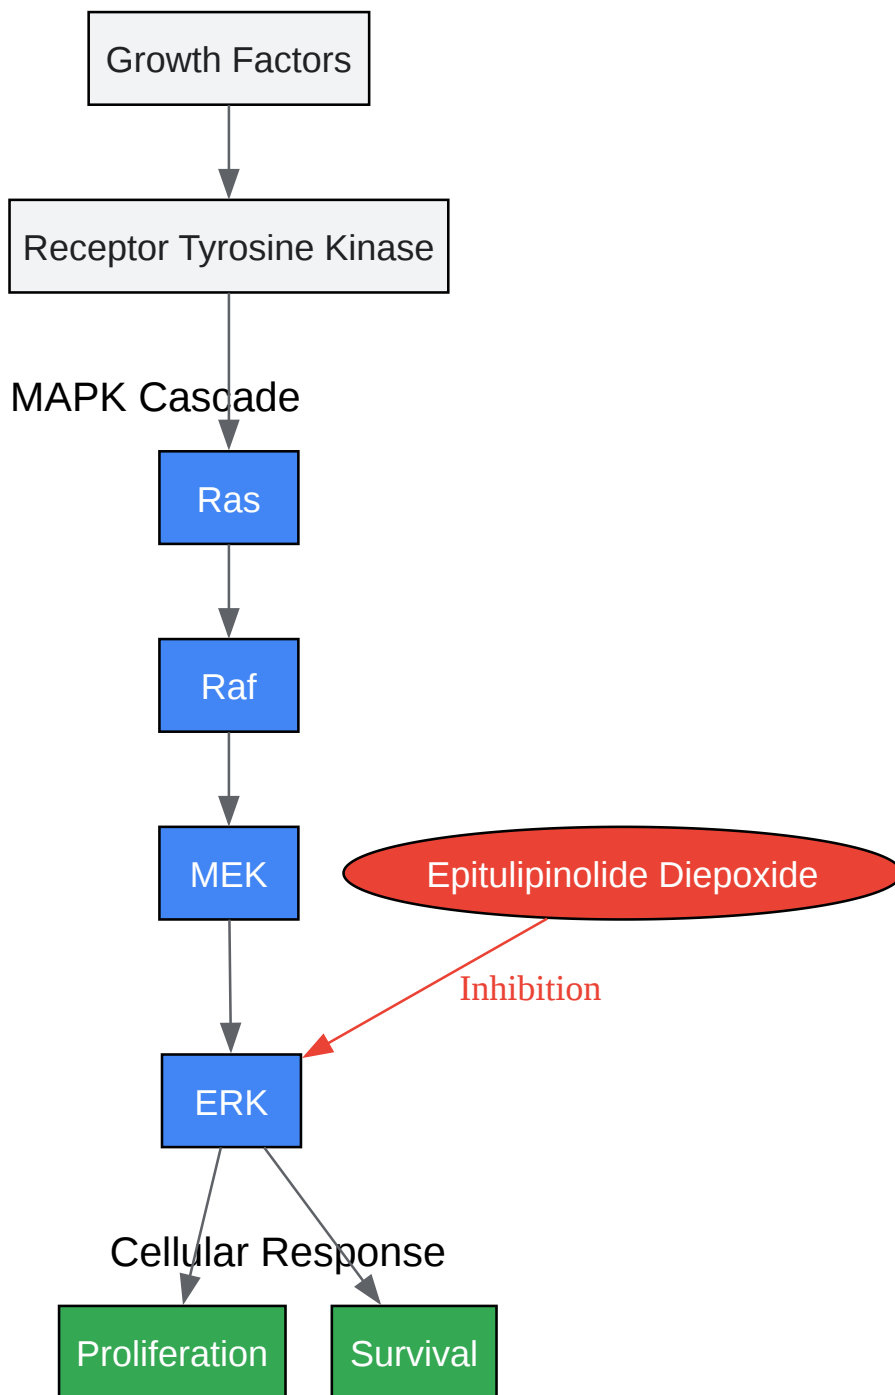 Growth Factors
Receptor Tyrosine Kinase
MAPK Cascade
Ras
Raf
MEK
Epitulipinolide Diepoxide
Inhibition
ERK
Cellular Response
Proliferation
Survival